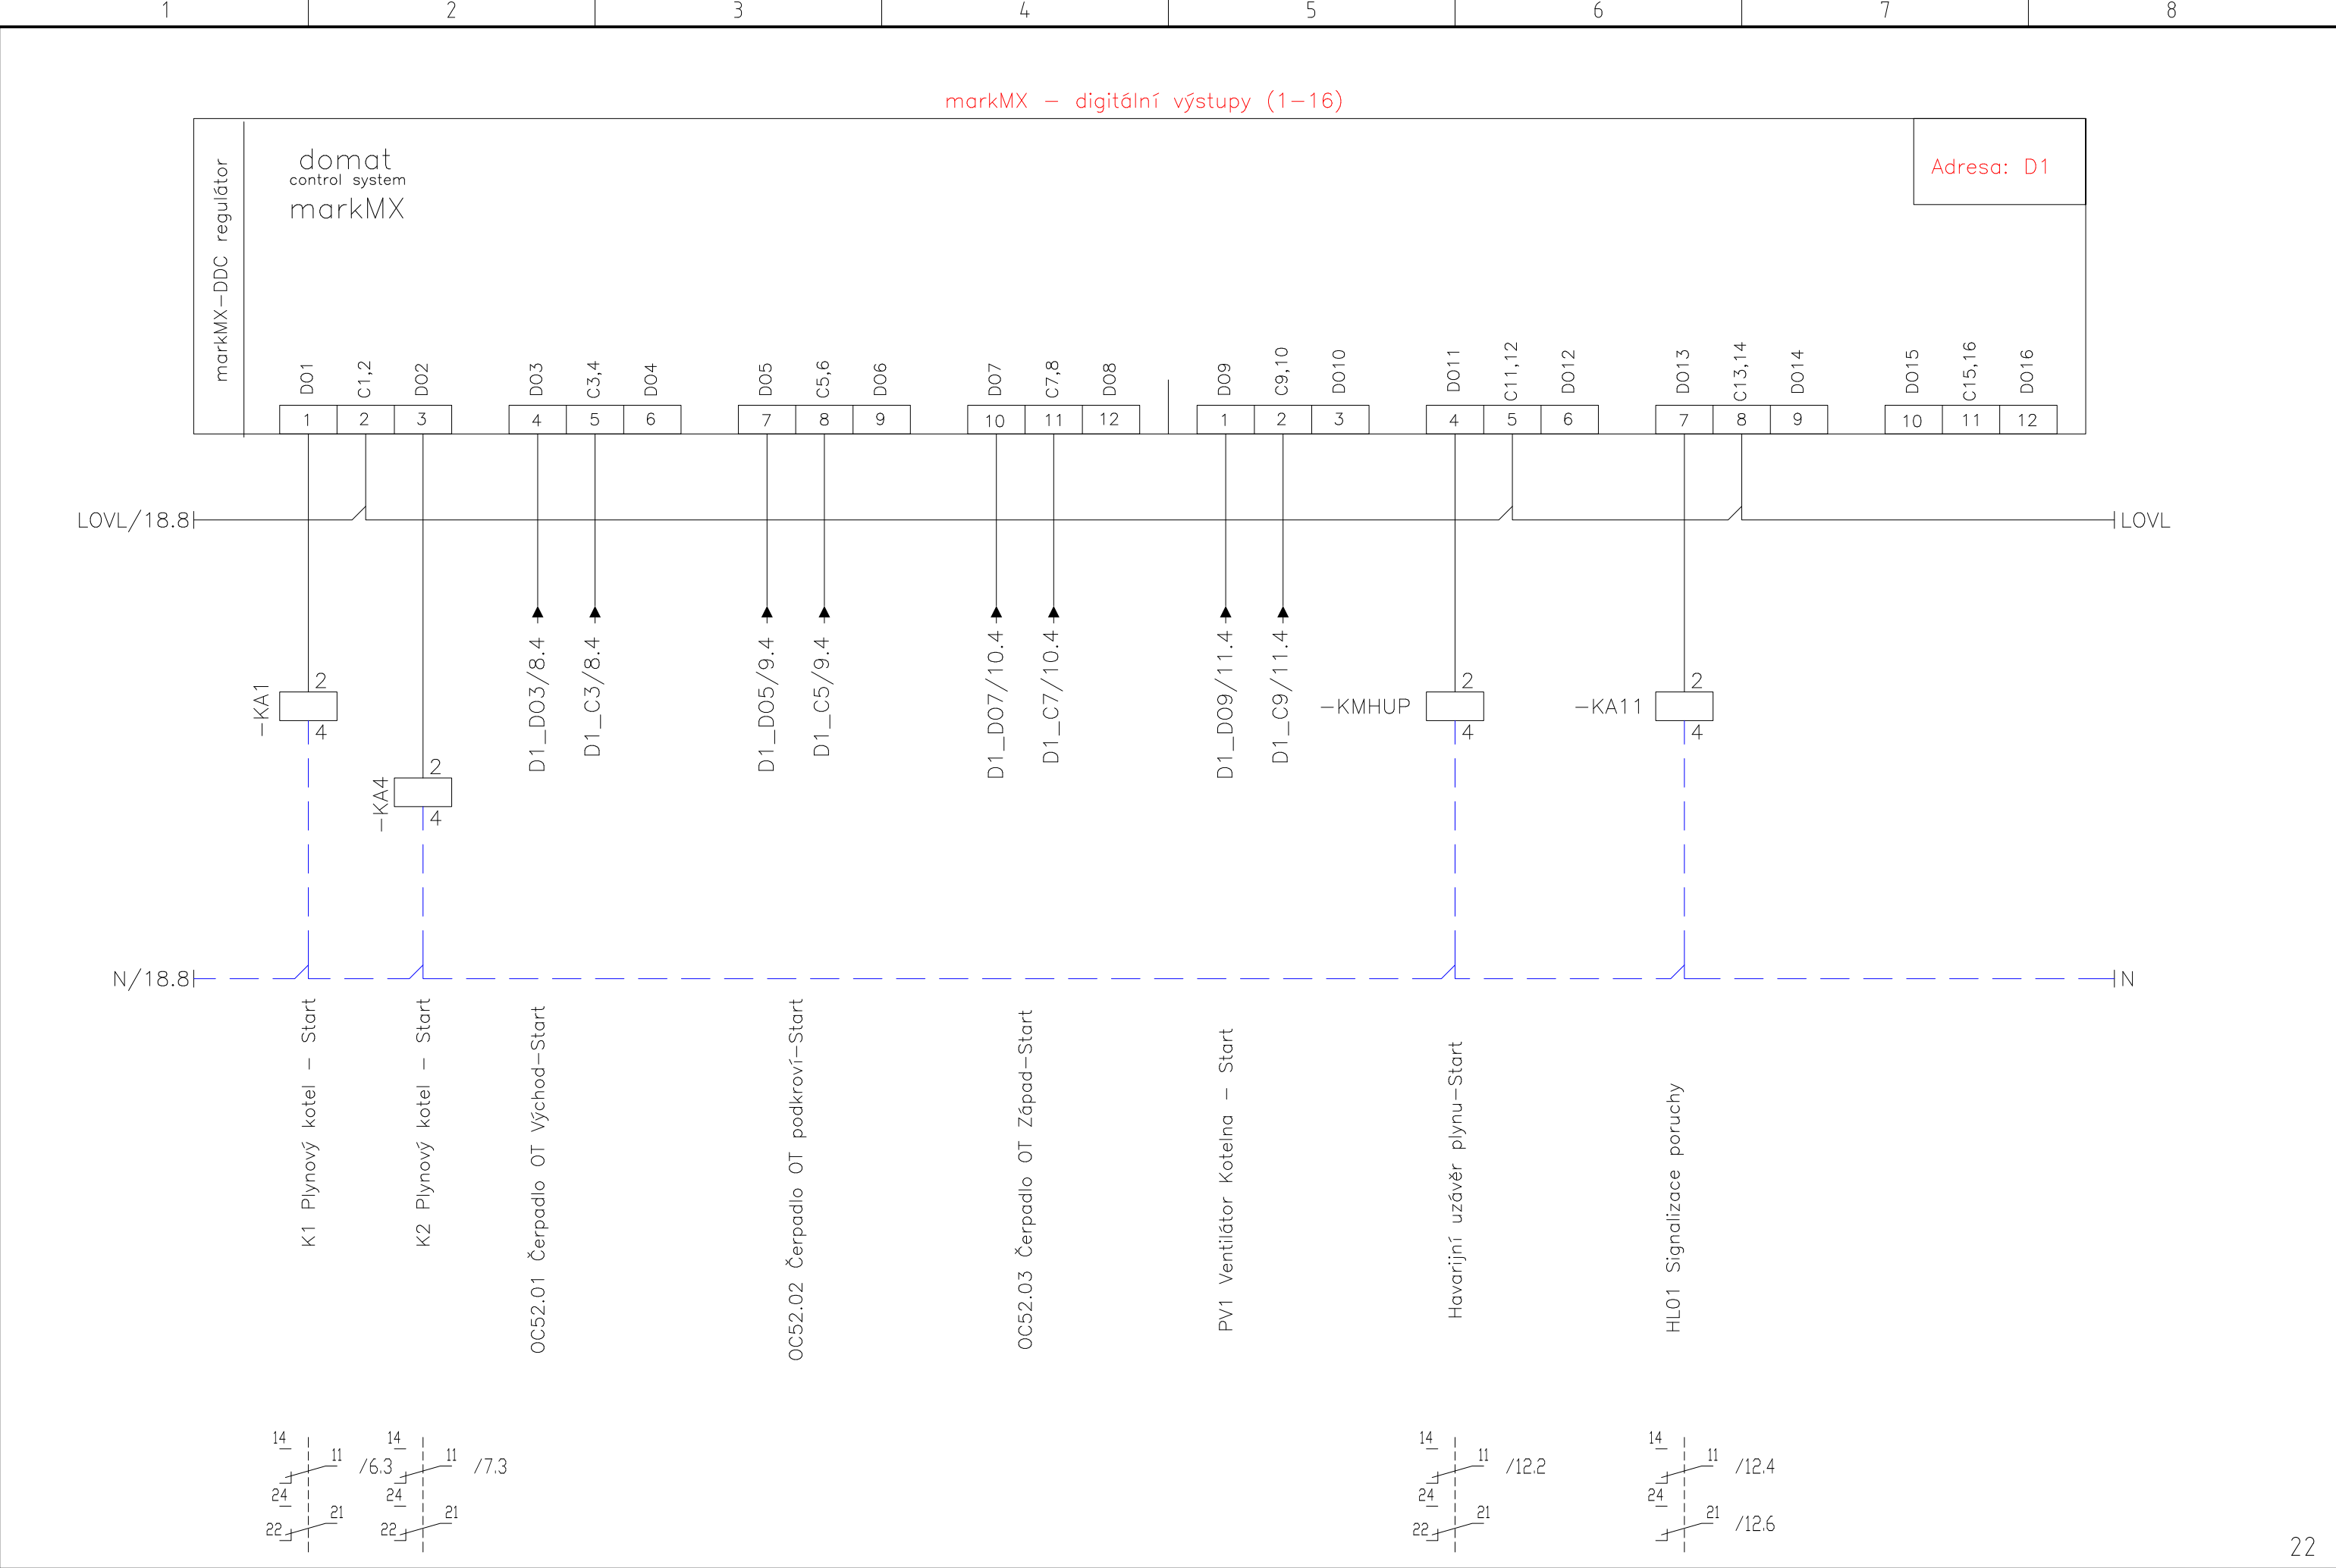 1 2 3 4 5 6 7 8
markMX – digitální výstupy (1–16)
markMX–DDC regulátor
domat
control system
markMX
Adresa: D1
DO1 C1,2 DO2 DO3 C3,4 DO4 DO5 C5,6 DO6 DO7 C7,8 DO8 DO9 C9,10 DO10 DO11 C11,12 DO12 DO13 C13,14 DO14 DO15 C15,16 DO16
1 2 3 4 5 6 7 8 9 10 11 12 1 2 3 4 5 6 7 8 9 10 11 12
LOVL/18.8 LOVL
D1_DO3/8.4
D1_C3/8.4
D1_DO5/9.4
D1_C5/9.4
D1_DO7/10.4
D1_C7/10.4
D1_DO9/11.4
D1_C9/11.4
–KA1 2 4
–KA4 2 4
–KMHUP 2 4
–KA11 2 4
N/18.8 N
K1 Plynový kotel – Start
K2 Plynový kotel – Start
OC52.01 Čerpadlo OT Východ–Start
OC52.02 Čerpadlo OT podkroví–Start
OC52.03 Čerpadlo OT Západ–Start
PV1 Ventilátor Kotelna – Start
Havarijní uzávěr plynu–Start
HLO1 Signalizace poruchy
14 14 14 14
11 /6.3 11 /7.3 11 /12.2 11 /12.4
24 24 24 24
22 21 22 21 22 21 21 /12.6
22